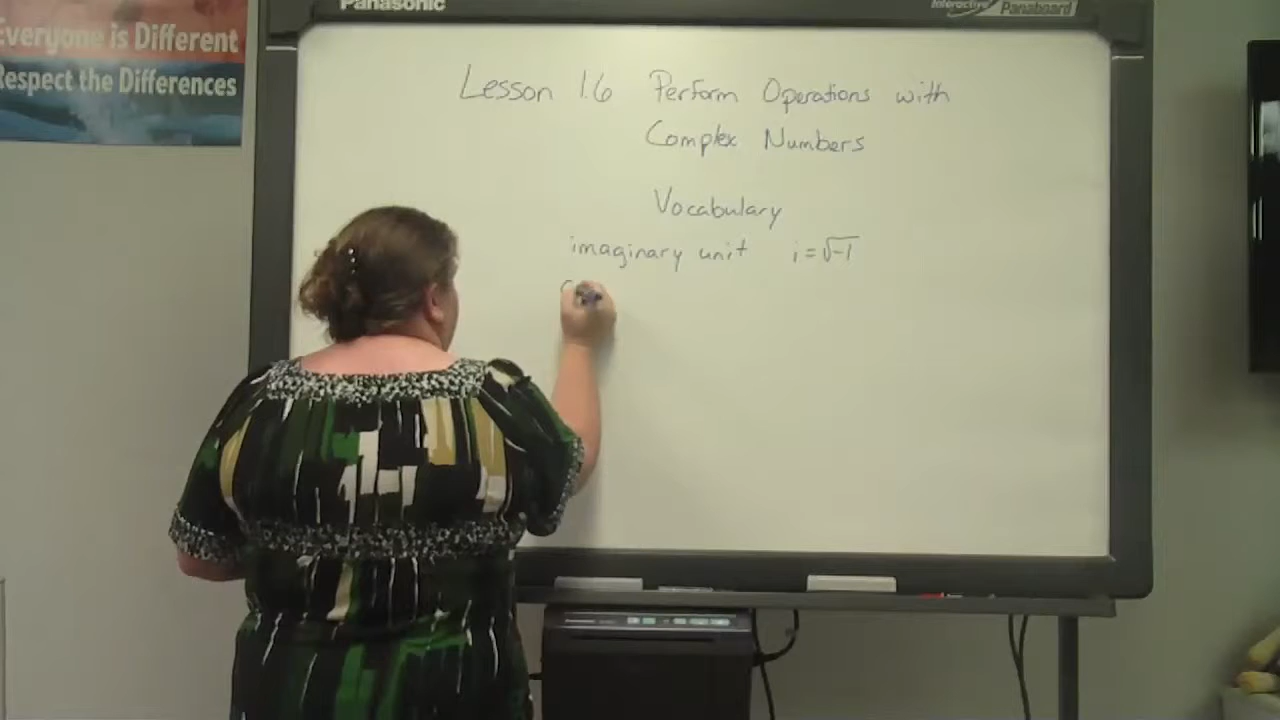 Panasonic
Interactive Panaboard
Everyone is Different
Respect the Differences
Lesson 1.6 Perform Operations with
Complex Numbers
Vocabulary
imaginary unit i = √-1